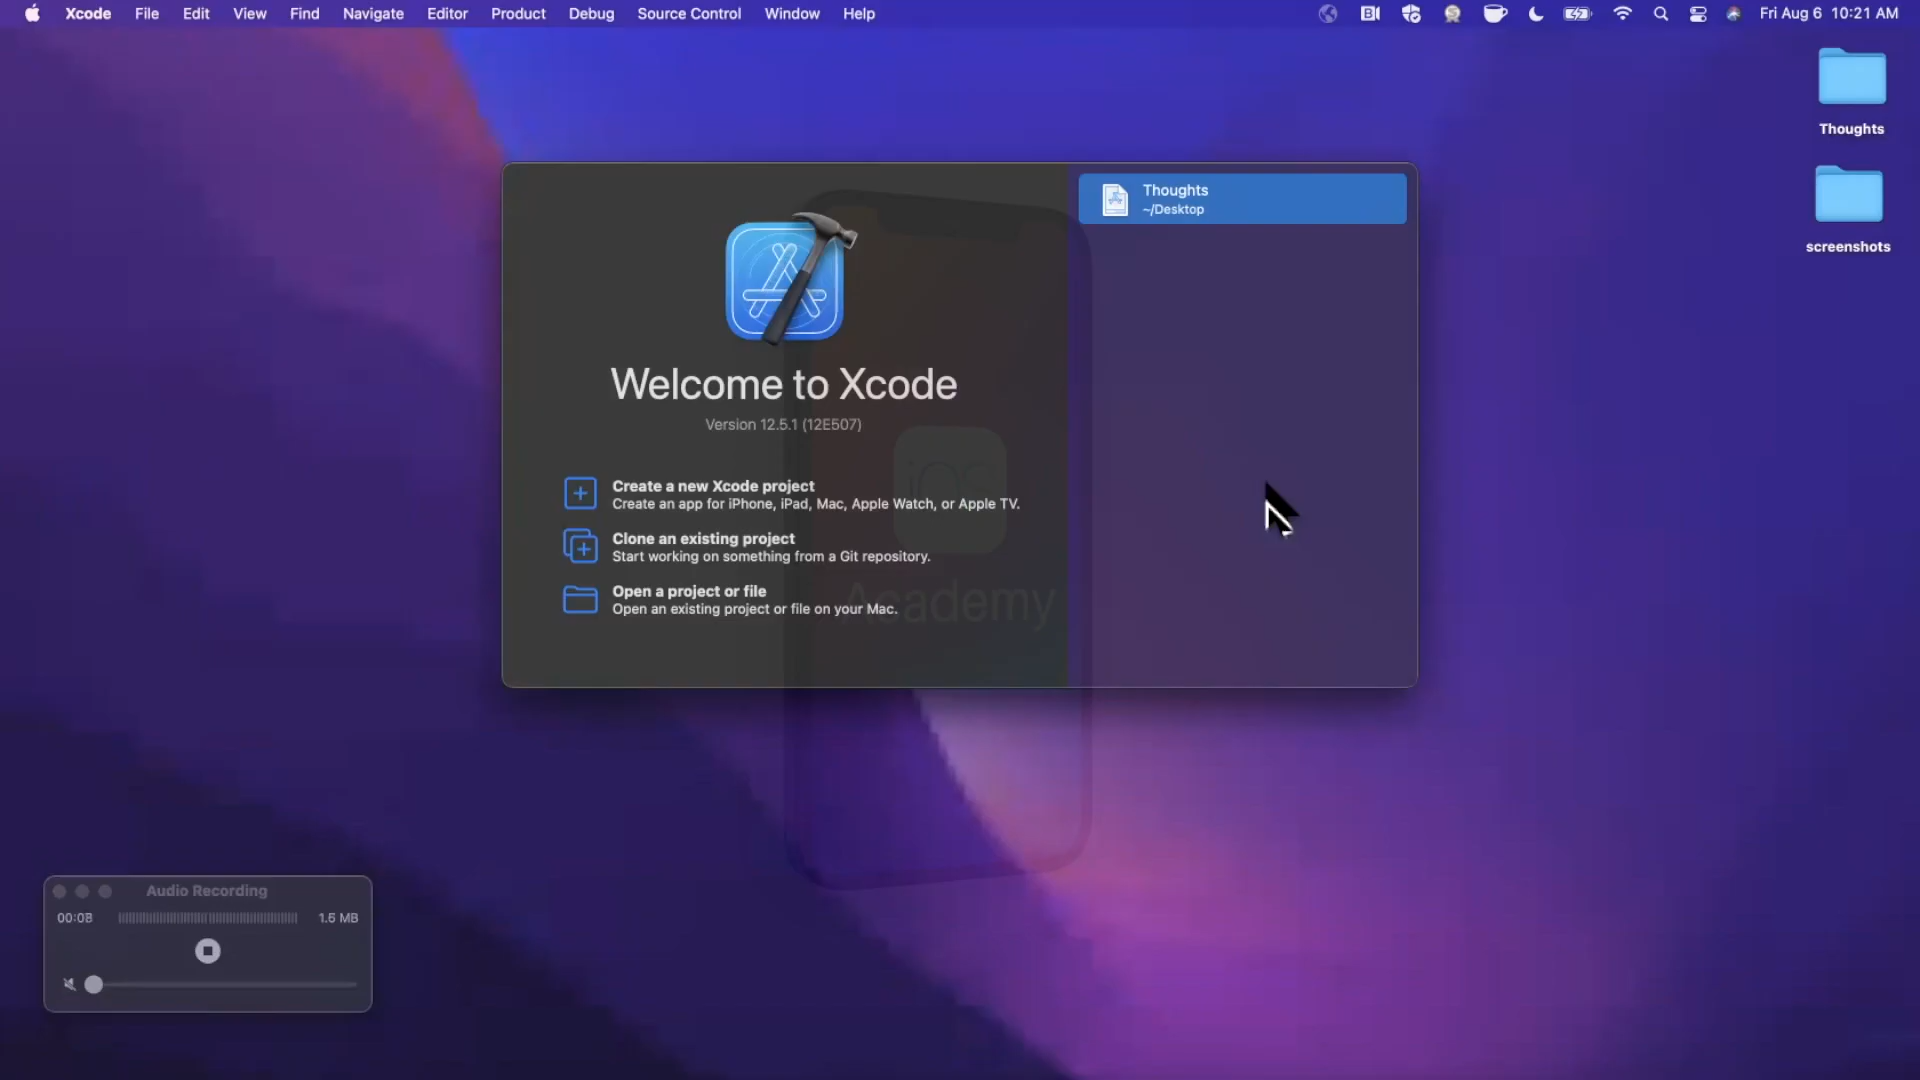 Xcode File Edit View Find Navigate Editor Product Debug Source Control Window Help Fri Aug 6 10:21 AM
Thoughts
screenshots
Thoughts
~/Desktop
Welcome to Xcode
Version 12.5.1 (12E507)
Create a new Xcode project
Create an app for iPhone, iPad, Mac, Apple Watch, or Apple TV.
Clone an existing project
Start working on something from a Git repository.
Open a project or file
Open an existing project or file on your Mac.
iOS
Academy
Audio Recording
1.5 MB